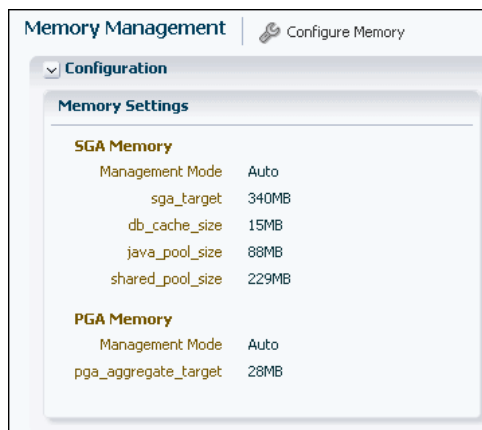 Memory Management Configure Memory
Configuration
Memory Settings
SGA Memory
Management Mode Auto
sga_target 340MB
db_cache_size 15MB
java_pool_size 88MB
shared_pool_size 229MB
PGA Memory
Management Mode Auto
pga_aggregate_target 28MB